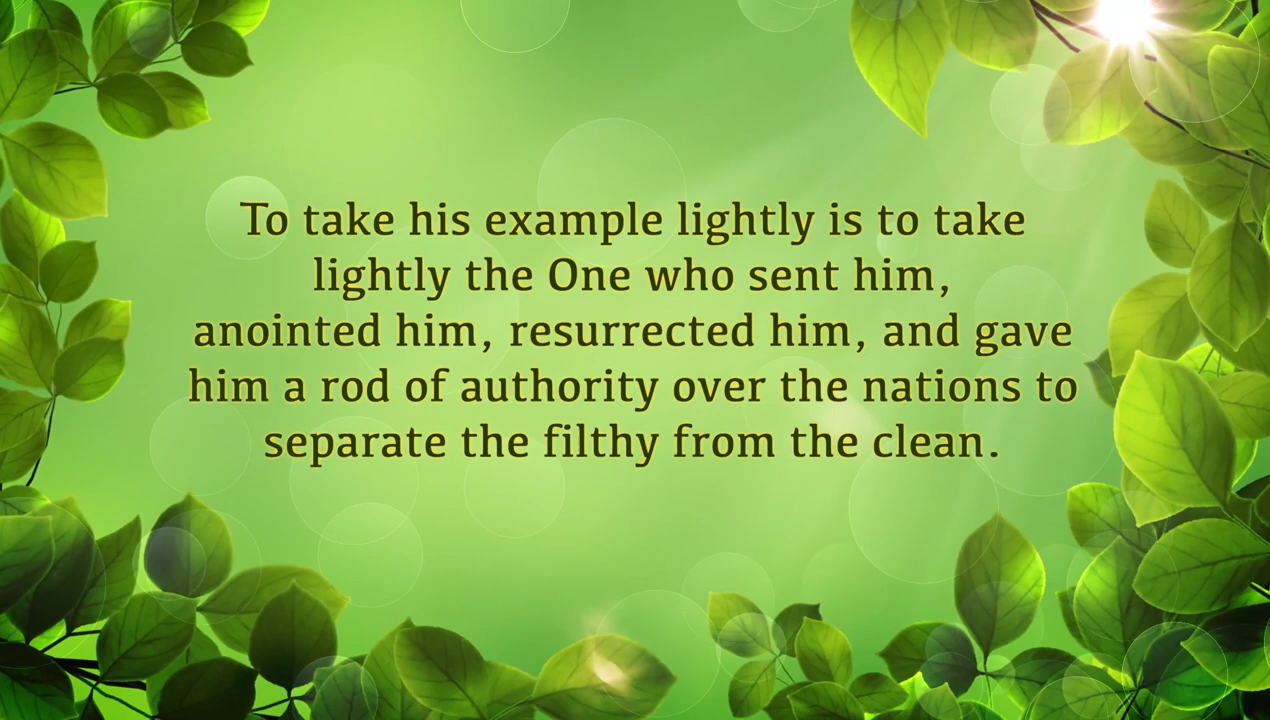 To take his example lightly is to take
lightly the One who sent him,
anointed him, resurrected him, and gave
him a rod of authority over the nations to
separate the filthy from the clean.